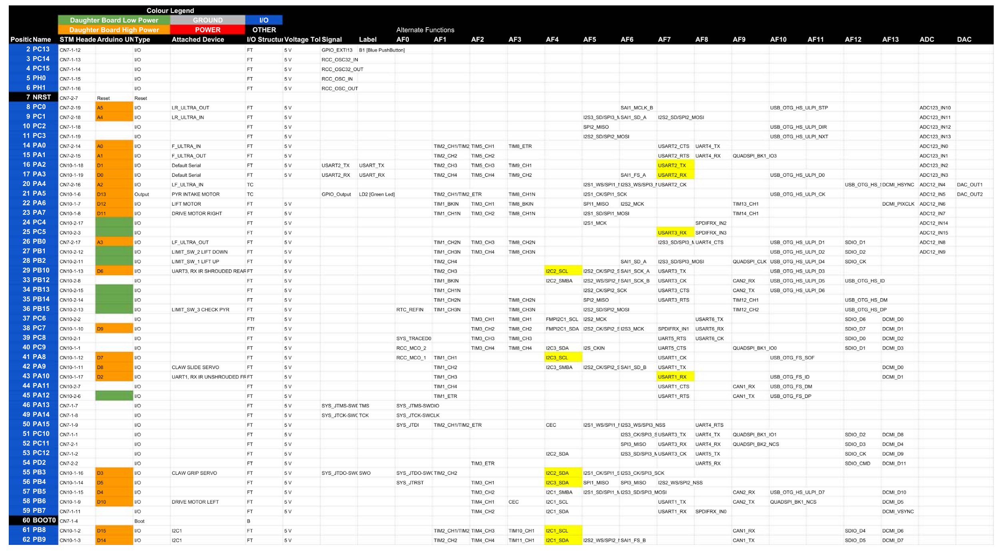 Colour Legend
Daughter Board Low Power GROUND I/O
Daughter Board High Power POWER OTHER Alternate Functions
Positic Name STM Heade Arduino UN Type Attached Device I/O Structur Voltage Tol Signal Label AF0 AF1 AF2 AF3 AF4 AF5 AF6 AF7 AF8 AF9 AF10 AF11 AF12 AF13 ADC DAC
2 PC13 CN7-1-12 I/O FT 5 V GPIO_EXTI13 B1 [Blue PushButton]
3 PC14 CN7-1-13 I/O FT 5 V RCC_OSC32_IN
4 PC15 CN7-1-14 I/O FT 5 V RCC_OSC32_OUT
5 PH0 CN7-1-15 I/O FT 5 V RCC_OSC_IN
6 PH1 CN7-1-16 I/O FT 5 V RCC_OSC_OUT
7 NRST CN7-2-7 Reset Reset
8 PC0 CN7-2-19 A5 I/O LR_ULTRA_OUT FT 5 V SAI1_MCLK_B USB_OTG_HS_ULPI_STP ADC123_IN10
9 PC1 CN7-2-18 A4 I/O LR_ULTRA_IN FT 5 V I2S3_SD/SPI3_M SAI1_SD_A I2S2_SD/SPI2_MOSI ADC123_IN11
10 PC2 CN7-1-18 I/O FT 5 V SPI2_MISO USB_OTG_HS_ULPI_DIR ADC123_IN12
11 PC3 CN7-1-19 I/O FT 5 V I2S2_SD/SPI2_MOSI USB_OTG_HS_ULPI_NXT ADC123_IN13
14 PA0 CN7-2-14 A0 I/O F_ULTRA_IN FT 5 V TIM2_CH1/TIM2_ TIM5_CH1 TIM8_ETR USART2_CTS UART4_TX ADC123_IN0
15 PA1 CN7-2-15 A1 I/O F_ULTRA_OUT FT 5 V TIM2_CH2 TIM5_CH2 USART2_RTS UART4_RX QUADSPI_BK1_IO3 ADC123_IN1
16 PA2 CN10-1-18 D1 I/O Default Serial FT 5 V USART2_TX USART_TX TIM2_CH3 TIM5_CH3 TIM9_CH1 USART2_TX ADC123_IN2
17 PA3 CN10-1-19 D0 I/O Default Serial FT 5 V USART2_RX USART_RX TIM2_CH4 TIM5_CH4 TIM9_CH2 SAI1_FS_A USART2_RX USB_OTG_HS_ULPI_D0 ADC123_IN3
20 PA4 CN7-2-16 A2 I/O LF_ULTRA_IN TC I2S1_WS/SPI1_ I2S3_WS/SPI3_ USART2_CK USB_OTG_HS_ DCMI_HSYNC ADC12_IN4 DAC_OUT1
21 PA5 CN10-1-6 D13 Output PYR INTAKE MOTOR TC GPIO_Output LD2 [Green Led] TIM2_CH1/TIM2_ETR TIM8_CH1N I2S1_CK/SPI1_SCK USB_OTG_HS_ULPI_CK ADC12_IN5 DAC_OUT2
22 PA6 CN10-1-7 D12 I/O LIFT MOTOR FT 5 V TIM1_BKIN TIM3_CH1 TIM8_BKIN SPI1_MISO I2S2_MCK TIM13_CH1 DCMI_PIXCLK ADC12_IN6
23 PA7 CN10-1-8 D11 I/O DRIVE MOTOR RIGHT FT 5 V TIM1_CH1N TIM3_CH2 TIM8_CH1N I2S1_SD/SPI1_MOSI TIM14_CH1 ADC12_IN7
24 PC4 CN10-2-17 I/O FT 5 V I2S1_MCK SPDIFRX_IN2 ADC12_IN14
25 PC5 CN10-2-3 I/O FT 5 V USART3_RX SPDIFRX_IN3 ADC12_IN15
26 PB0 CN7-2-17 A3 I/O LF_ULTRA_OUT FT 5 V TIM1_CH2N TIM3_CH3 TIM8_CH2N I2S3_SD/SPI3_M UART4_CTS USB_OTG_HS_ULPI_D1 SDIO_D1 ADC12_IN8
27 PB1 CN10-2-12 I/O LIMIT_SW_2 LIFT DOWN FT 5 V TIM1_CH3N TIM3_CH4 TIM8_CH3N USB_OTG_HS_ULPI_D2 SDIO_D2 ADC12_IN9
28 PB2 CN10-2-11 I/O LIMIT_SW_1 LIFT UP FT 5 V TIM2_CH4 SAI1_SD_A I2S3_SD/SPI3_MOSI QUADSPI_CLK USB_OTG_HS_ULPI_D4 SDIO_CK
29 PB10 CN10-1-13 D6 I/O UART3, RX IR SHROUDED REAR FT 5 V TIM2_CH3 I2C2_SCL I2S2_CK/SPI2_S SAI1_SCK_A USART3_TX USB_OTG_HS_ULPI_D3
33 PB12 CN10-2-8 I/O FT 5 V TIM1_BKIN I2C2_SMBA I2S2_WS/SPI2_ SAI1_SCK_B USART3_CK CAN2_RX USB_OTG_HS_ULPI_D5 USB_OTG_HS_ID
34 PB13 CN10-2-15 I/O FT 5 V TIM1_CH1N I2S2_CK/SPI2_SCK USART3_CTS CAN2_TX USB_OTG_HS_ULPI_D6
35 PB14 CN10-2-14 I/O FT 5 V TIM1_CH2N TIM8_CH2N SPI2_MISO USART3_RTS TIM12_CH1 USB_OTG_HS_DM
36 PB15 CN10-2-13 I/O LIMIT_SW_3 CHECK PYR FT 5 V RTC_REFIN TIM1_CH3N TIM8_CH3N I2S2_SD/SPI2_MOSI TIM12_CH2 USB_OTG_HS_DP
37 PC6 CN10-2-2 I/O FTf 5 V TIM3_CH1 TIM8_CH1 FMPI2C1_SCL I2S2_MCK USART6_TX SDIO_D6 DCMI_D0
38 PC7 CN10-1-10 D9 I/O FTf 5 V TIM3_CH2 TIM8_CH2 FMPI2C1_SDA I2S2_CK/SPI2_S I2S3_MCK SPDIFRX_IN1 USART6_RX SDIO_D7 DCMI_D1
39 PC8 CN10-2-1 I/O FT 5 V SYS_TRACED0 TIM3_CH3 TIM8_CH3 UART5_RTS USART6_CK SDIO_D0 DCMI_D2
40 PC9 CN10-1-1 I/O FT 5 V RCC_MCO_2 TIM3_CH4 TIM8_CH4 I2C3_SDA I2S_CKIN UART5_CTS QUADSPI_BK1_IO0 SDIO_D1 DCMI_D3
41 PA8 CN10-1-12 D7 I/O FT 5 V RCC_MCO_1 TIM1_CH1 I2C3_SCL USART1_CK USB_OTG_FS_SOF
42 PA9 CN10-1-11 D8 I/O CLAW SLIDE SERVO FT 5 V TIM1_CH2 I2C3_SMBA I2S2_CK/SPI2_S SAI1_SD_B USART1_TX DCMI_D0
43 PA10 CN10-1-17 D2 I/O UART1, RX IR UNSHROUDED FR FT 5 V TIM1_CH3 USART1_RX USB_OTG_FS_ID DCMI_D1
44 PA11 CN10-2-7 I/O FT 5 V TIM1_CH4 USART1_CTS CAN1_RX USB_OTG_FS_DM
45 PA12 CN10-2-6 I/O FT 5 V TIM1_ETR USART1_RTS CAN1_TX USB_OTG_FS_DP
46 PA13 CN7-1-7 I/O FT 5 V SYS_JTMS-SWD TMS SYS_JTMS-SWDIO
49 PA14 CN7-1-8 I/O FT 5 V SYS_JTCK-SWC TCK SYS_JTCK-SWCLK
50 PA15 CN7-1-9 I/O FT 5 V SYS_JTDI TIM2_CH1/TIM2_ETR CEC I2S1_WS/SPI1_ I2S3_WS/SPI3_NSS UART4_RTS
51 PC10 CN7-1-1 I/O FT 5 V I2S3_CK/SPI3_S USART3_TX UART4_TX QUADSPI_BK1_IO1 SDIO_D2 DCMI_D8
52 PC11 CN7-2-1 I/O FT 5 V SPI3_MISO USART3_RX UART4_RX QUADSPI_BK2_NCS SDIO_D3 DCMI_D4
53 PC12 CN7-1-2 I/O FT 5 V I2C2_SDA I2S3_SD/SPI3_M USART3_CK UART5_TX SDIO_CK DCMI_D9
54 PD2 CN7-2-2 I/O FT 5 V TIM3_ETR UART5_RX SDIO_CMD DCMI_D11
55 PB3 CN10-1-16 D3 I/O CLAW GRIP SERVO FT 5 V SYS_JTDO-SW SWO SYS_JTDO-SW TIM2_CH2 I2C2_SDA I2S1_CK/SPI1_S I2S3_CK/SPI3_SCK
56 PB4 CN10-1-14 D5 I/O FT 5 V SYS_JTRST TIM3_CH1 I2C3_SDA SPI1_MISO SPI3_MISO I2S2_WS/SPI2_NSS
57 PB5 CN10-1-15 D4 I/O FT 5 V TIM3_CH2 I2C1_SMBA I2S1_SD/SPI1_M I2S3_SD/SPI3_MOSI CAN2_RX USB_OTG_HS_ULPI_D7 DCMI_D10
58 PB6 CN10-1-9 D10 I/O DRIVE MOTOR LEFT FT 5 V TIM4_CH1 CEC I2C1_SCL USART1_TX CAN2_TX QUADSPI_BK1_NCS DCMI_D5
59 PB7 CN7-1-11 I/O FT 5 V TIM4_CH2 I2C1_SDA USART1_RX SPDIFRX_IN0 DCMI_VSYNC
60 BOOT0 CN7-1-4 Boot B
61 PB8 CN10-1-2 D15 I/O I2C1 FT 5 V TIM2_CH1/TIM2_ TIM4_CH3 TIM10_CH1 I2C1_SCL CAN1_RX SDIO_D4 DCMI_D6
62 PB9 CN10-1-3 D14 I/O I2C1 FT 5 V TIM2_CH2 TIM4_CH4 TIM11_CH1 I2C1_SDA I2S2_WS/SPI2_ SAI1_FS_B CAN1_TX SDIO_D5 DCMI_D7